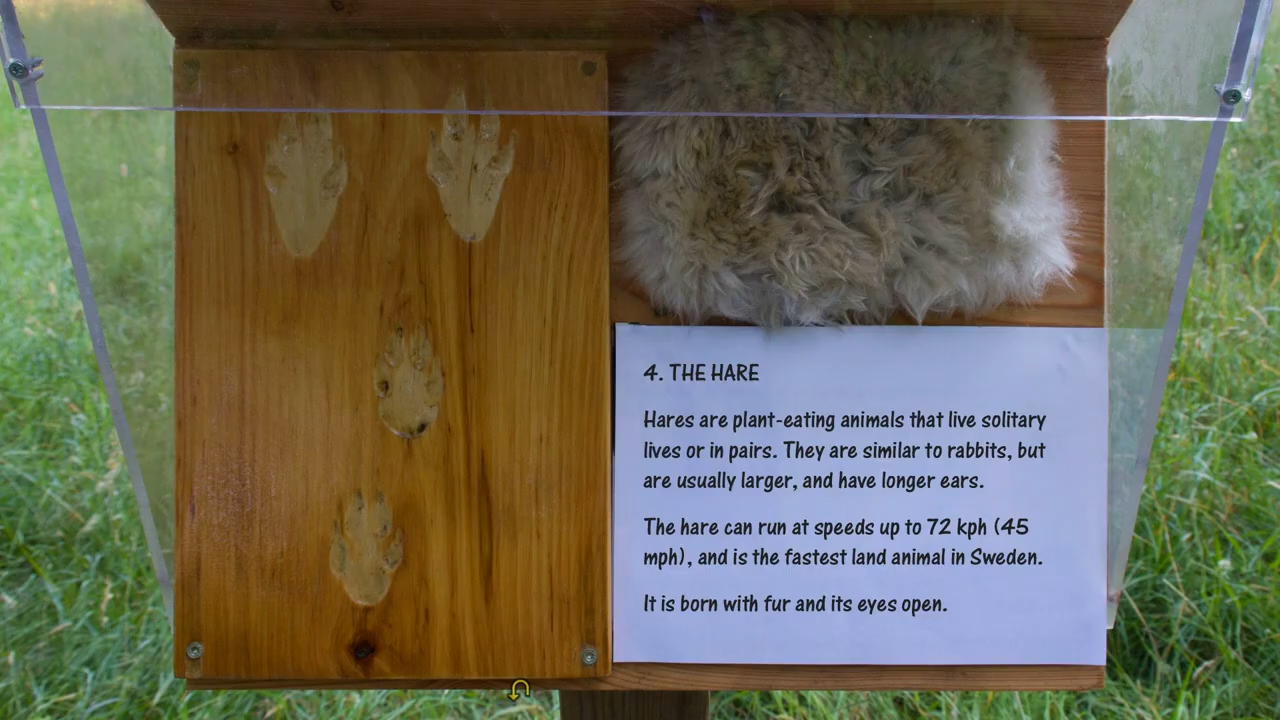 4. THE HARE
Hares are plant-eating animals that live solitary
lives or in pairs. They are similar to rabbits, but
are usually larger, and have longer ears.
The hare can run at speeds up to 72 kph (45
mph), and is the fastest land animal in Sweden.
It is born with fur and its eyes open.